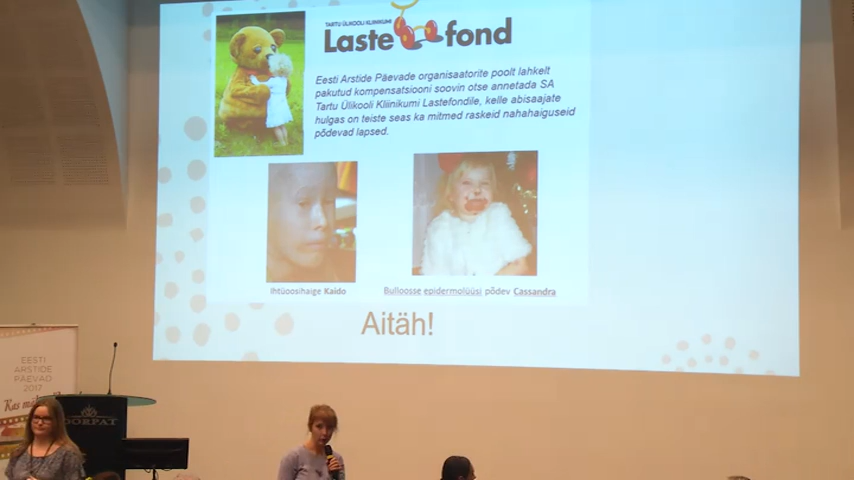 TARTU ÜLIKOOLI KLIINIKUMI
Lastefond
Eesti Arstide Päevade organisaatorite poolt lahkelt
pakutud kompensatsiooni soovin otse annetada SA
Tartu Ülikooli Kliinikumi Lastefondile, kelle abisaajate
hulgas on teiste seas ka mitmed raskeid nahahaiguseid
põdevad lapsed.
Ihtüoosihaige Kaido
Bulloosse epidermolüüsi põdev Cassandra
Aitäh!
EESTI
ARSTIDE
PÄEVAD
2017
DORPAT